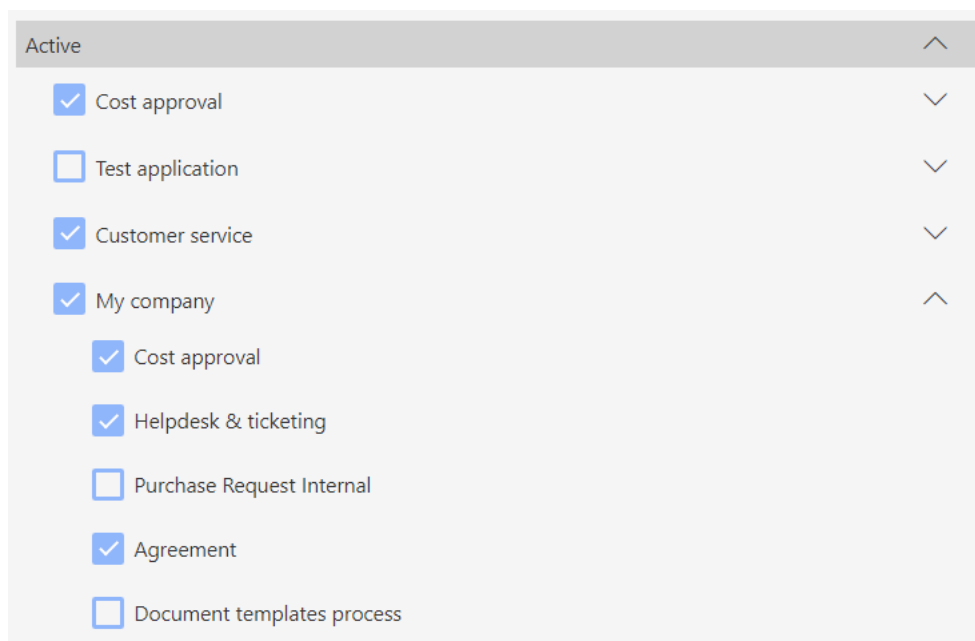 Active
Cost approval
Test application
Customer service
My company
Cost approval
Helpdesk & ticketing
Purchase Request Internal
Agreement
Document templates process